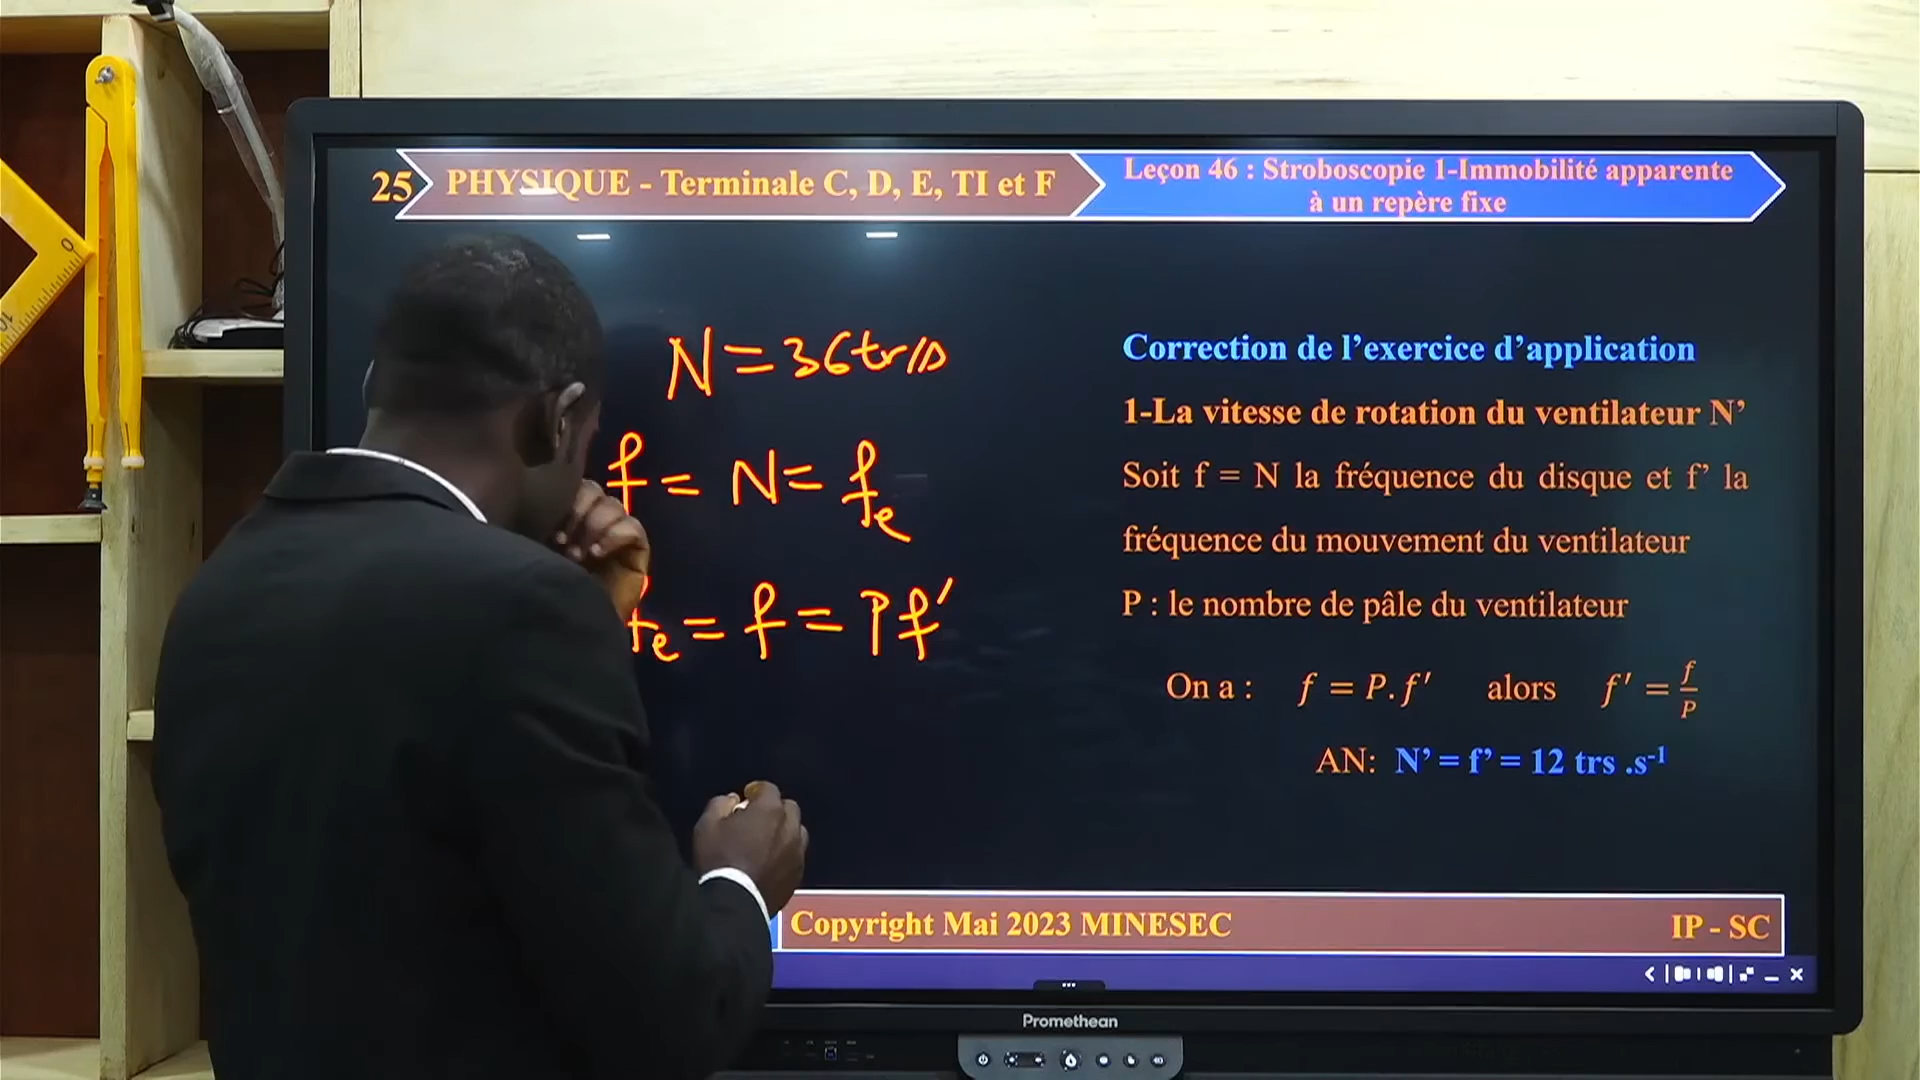 25
PHYSIQUE - Terminale C, D, E, TI et F
Leçon 46 : Stroboscopie 1-Immobilité apparente
à un repère fixe
N = 36tr/s
f = N = fe
fe = f = Pf'
Correction de l’exercice d’application
1-La vitesse de rotation du ventilateur N’
Soit f = N la fréquence du disque et f’ la
fréquence du mouvement du ventilateur
P : le nombre de pâle du ventilateur
On a : f = P. f′ alors f′ = f/P
AN: N’ = f’ = 12 trs .s⁻¹
Copyright Mai 2023 MINESEC
IP - SC
Promethean
0
10